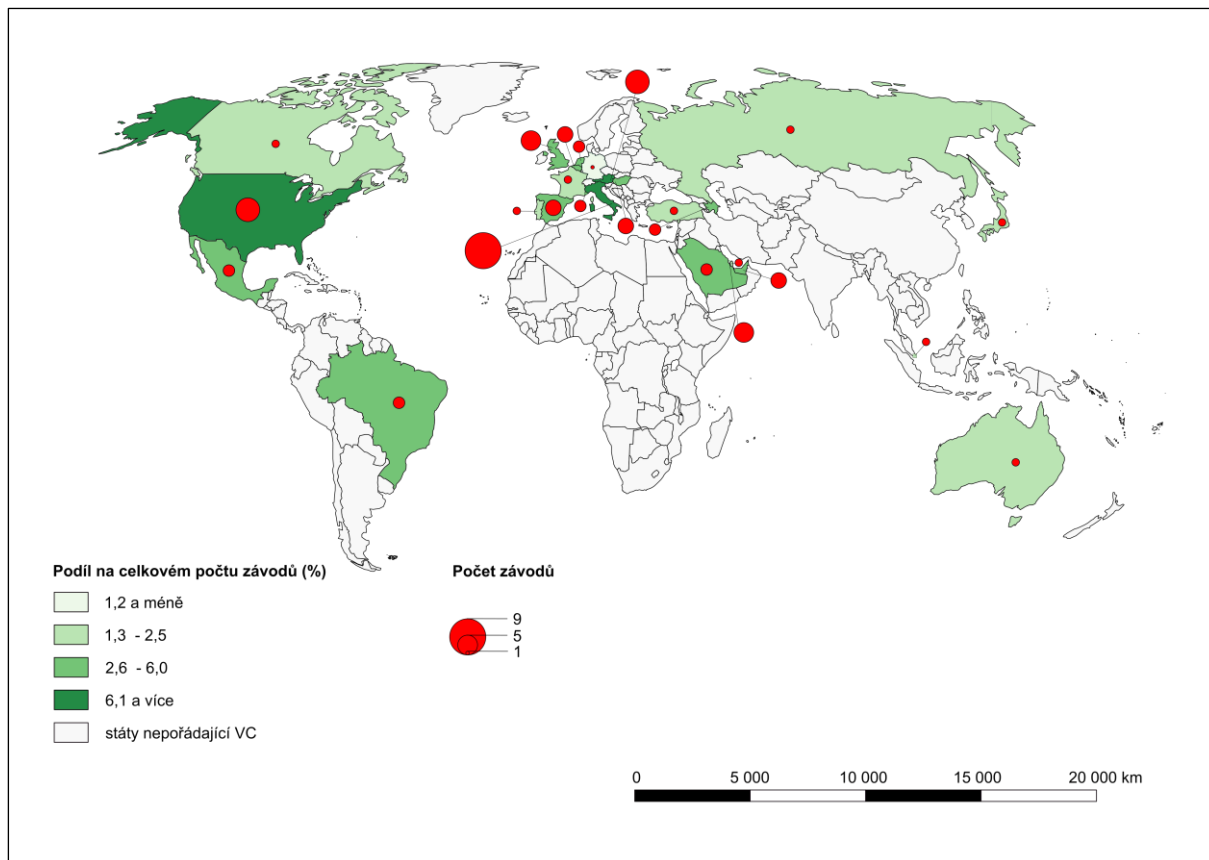 Podíl na celkovém počtu závodů (%)
1,2 a méně
1,3 - 2,5
2,6 - 6,0
6,1 a více
státy nepořádající VC
Počet závodů
9
5
1
0 5 000 10 000 15 000 20 000 km